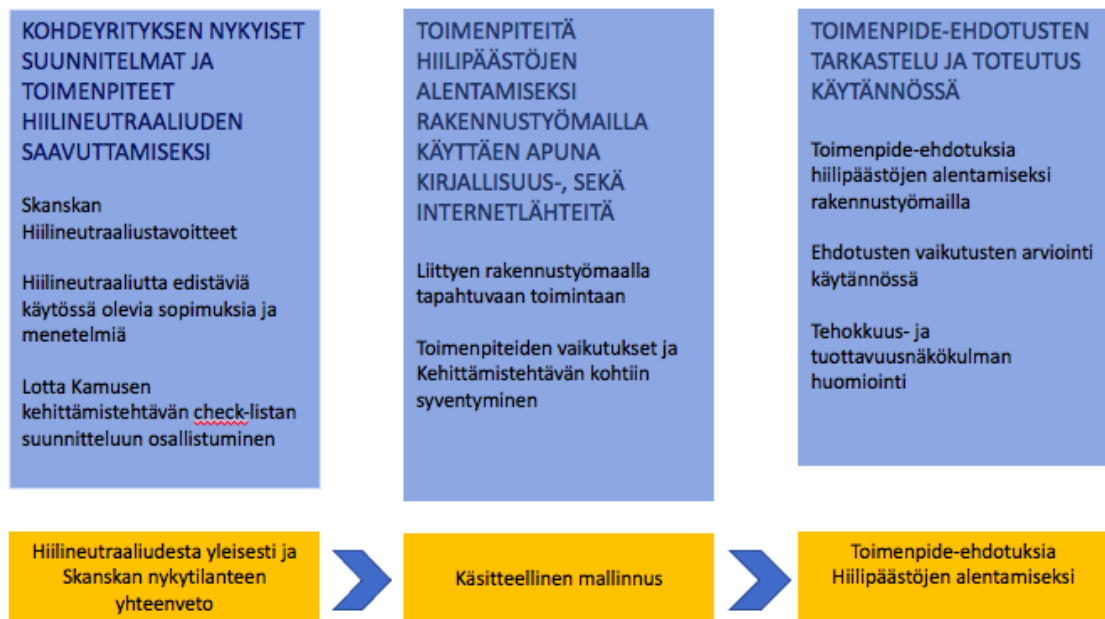 KOHDEYRITYKSEN NYKYISET
SUUNNITELMAT JA
TOIMENPITEET
HIILINEUTRAALIUDEN
SAAVUTTAMISEKSI
Skanskan
Hiilineutraaliustavoitteet
Hiilineutraaliutta edistäviä
käytössä olevia sopimuksia ja
menetelmiä
Lotta Kamusen
kehittämistehtävän check-listan
suunnitteluun osallistuminen
TOIMENPITEITÄ
HIILIPÄÄSTÖJEN
ALENTAMISEKSI
RAKENNUSTYÖMAILLA
KÄYTTÄEN APUNA
KIRJALLISUUS-, SEKÄ
INTERNETLÄHTEITÄ
Liittyen rakennustyömaalla
tapahtuvaan toimintaan
Toimenpiteiden vaikutukset ja
Kehittämistehtävän kohtiin
syventyminen
TOIMENPIDE-EHDOTUSTEN
TARKASTELU JA TOTEUTUS
KÄYTÄNNÖSSÄ
Toimenpide-ehdotuksia
hiilipäästöjen alentamiseksi
rakennustyömailla
Ehdotusten vaikutusten arviointi
käytännössä
Tehokkuus- ja
tuottavuusnäkökulman
huomiointi
Hiilineutraaliudesta yleisesti ja
Skanskan nykytilanteen
yhteenveto
Käsitteellinen mallinnus
Toimenpide-ehdotuksia
Hiilipäästöjen alentamiseksi